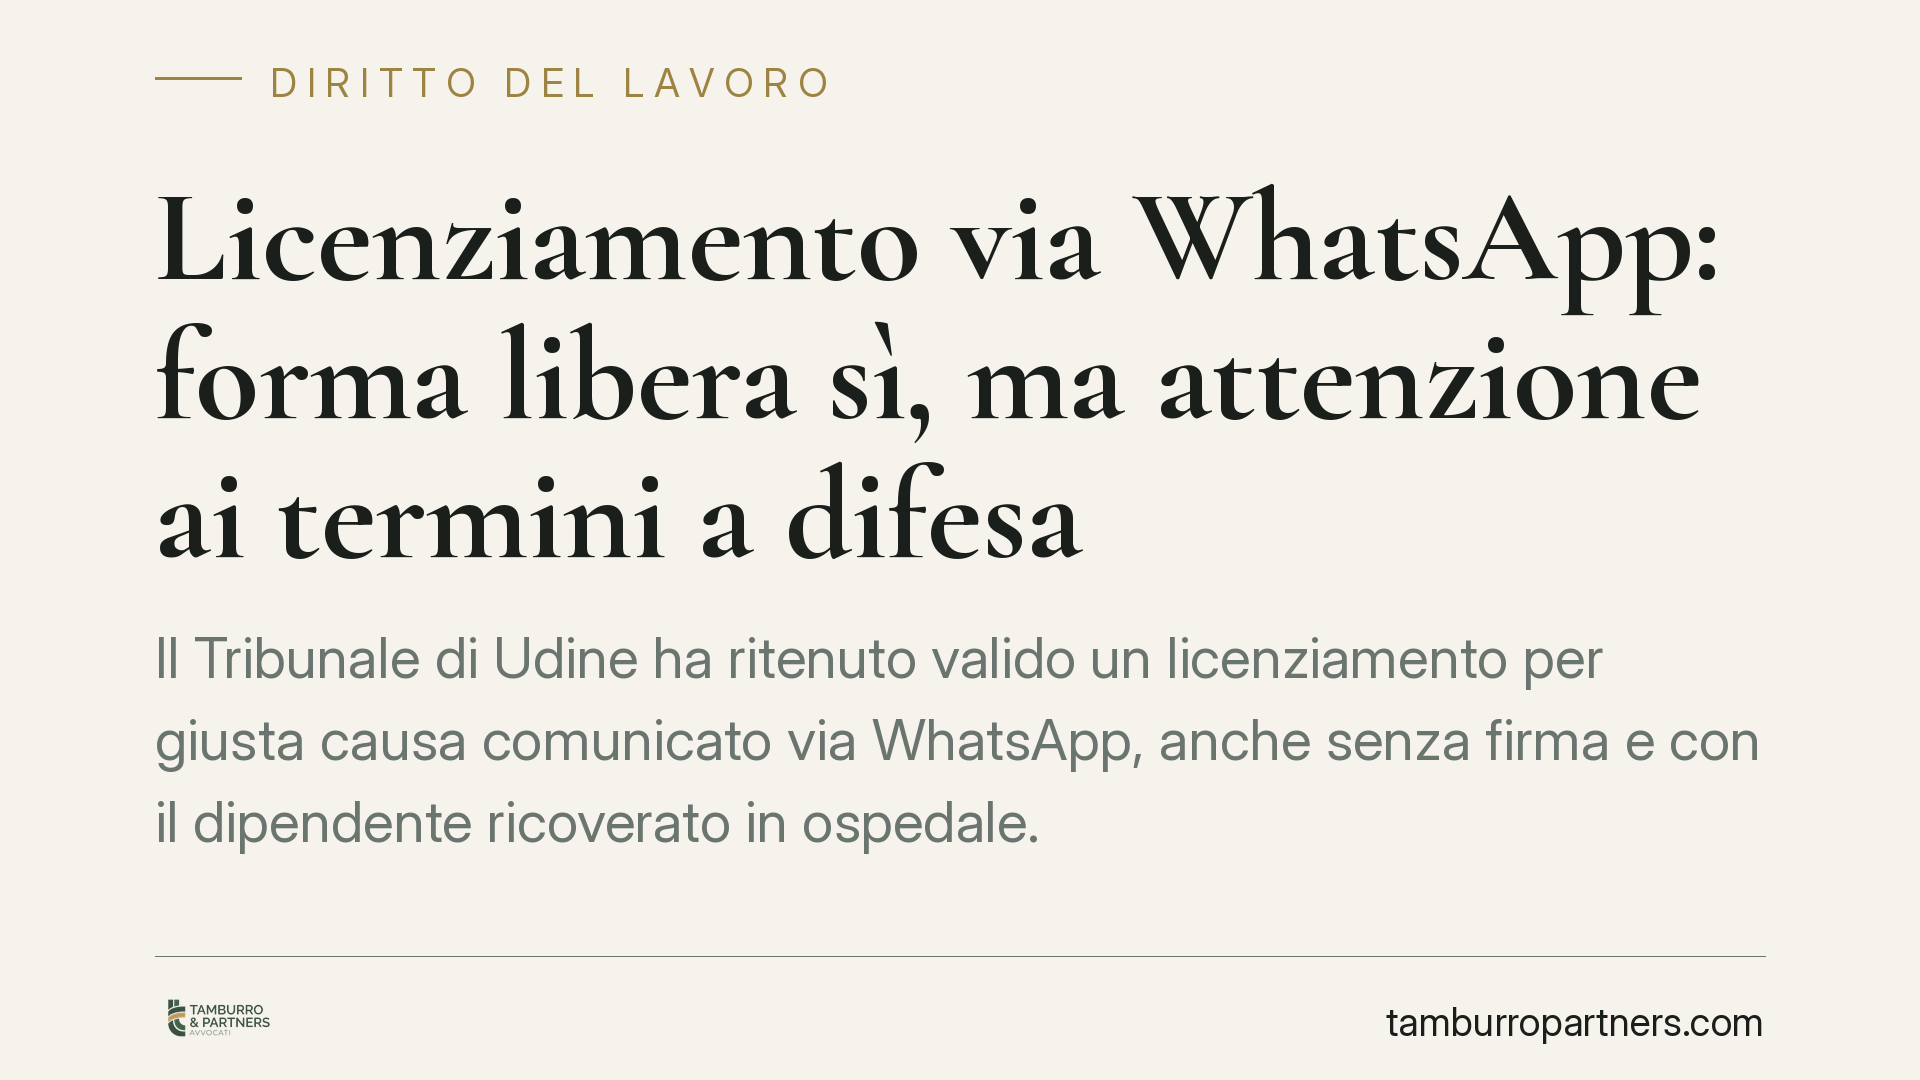 DIRITTO DEL LAVORO
Licenziamento via WhatsApp:
forma libera sì, ma attenzione
ai termini a difesa
Il Tribunale di Udine ha ritenuto valido un licenziamento per
giusta causa comunicato via WhatsApp, anche senza firma e con
il dipendente ricoverato in ospedale.
TAMBURRO
& PARTNERS
AVVOCATI
tamburropartners.com